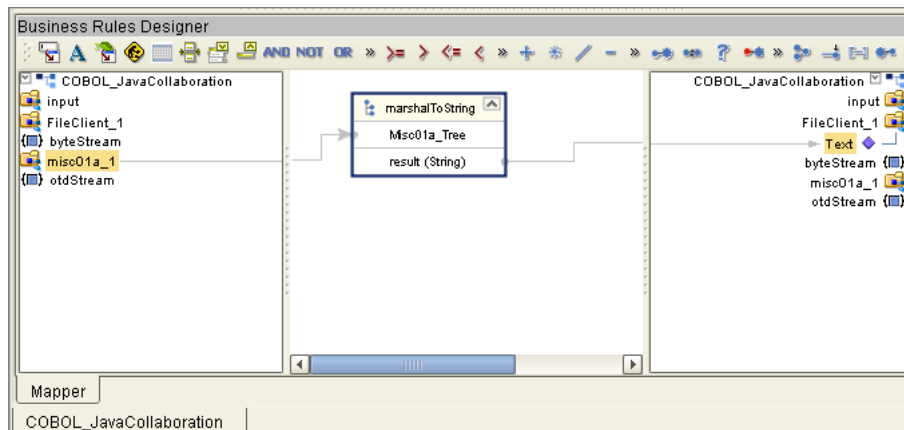 Business Rules Designer
A AND NOT OR » >= > <= < » + * / - » ? » 
COBOL_JavaCollaboration
input
FileClient_1
byteStream
misc01a_1
otdStream
marshalToString
Misc01a_Tree
result (String)
COBOL_JavaCollaboration
input
FileClient_1
Text
byteStream
misc01a_1
otdStream
Mapper
COBOL_JavaCollaboration